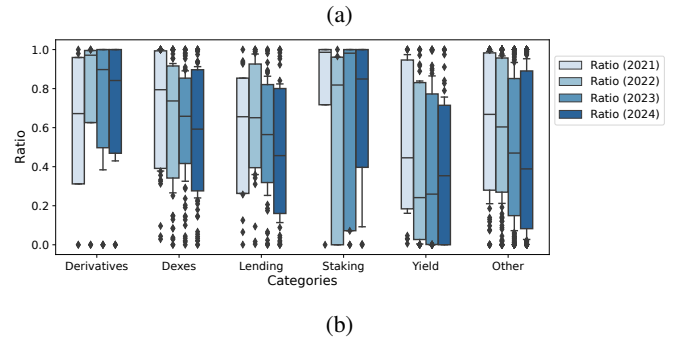 (a)
1.0
0.8
0.6
0.4
0.2
0.0
Ratio
Derivatives Dexes Lending Staking Yield Other
Categories
Ratio (2021)
Ratio (2022)
Ratio (2023)
Ratio (2024)
(b)